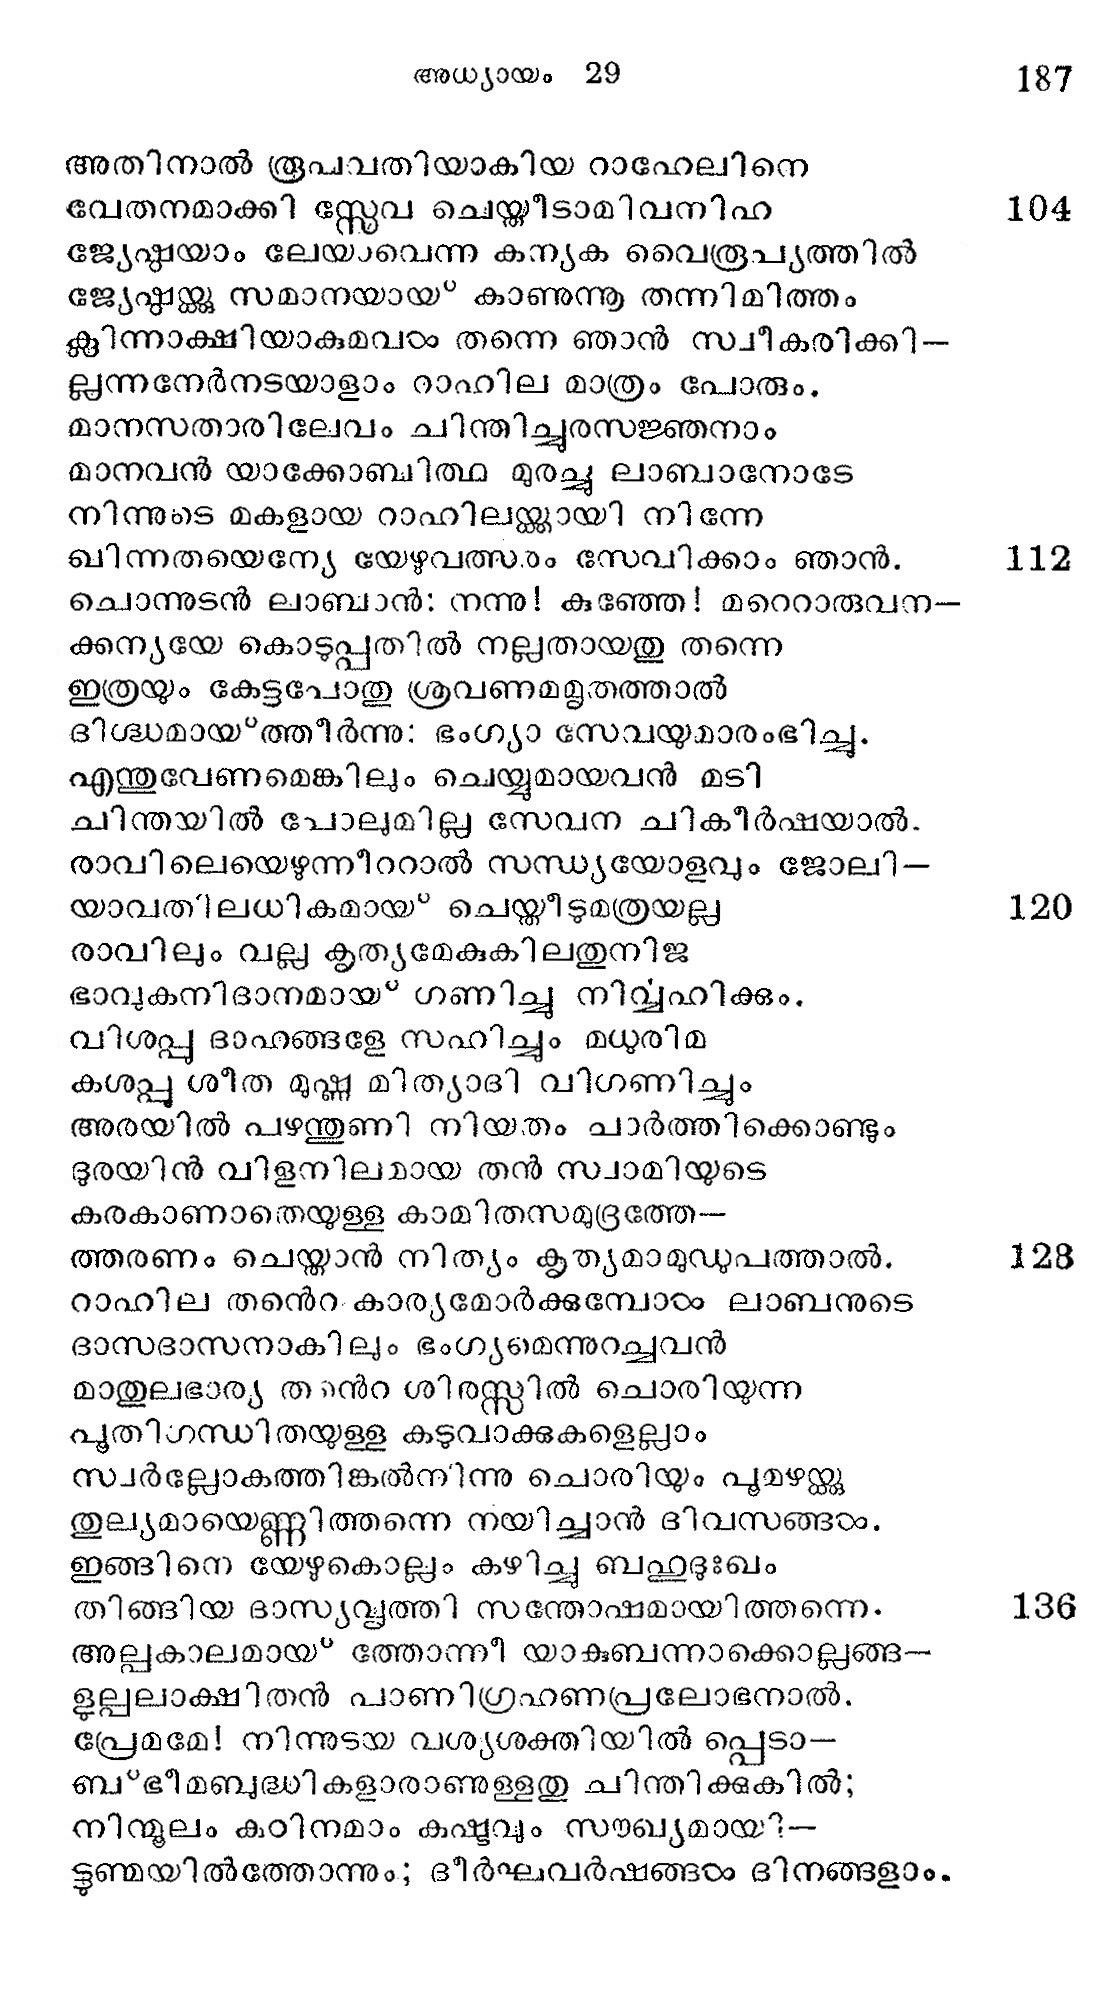 അധ്യായം 29 187
അതിനാൽ രൂപവതിയാകിയ റാഹേലിനെ
വേതനമാക്കി സ്സേവ ചെയ്തീടാമിവനിഹ 104
ജ്യേഷ്ഠയാം ലേയാവെന്ന കന്യക വൈരൂപ്യത്തിൽ
ജ്യേഷ്ഠയ്ക്കു സമാനയായ് കാണുന്നൂ തന്നിമിത്തം
ക്ലിന്നാക്ഷിയാകുമവൾ തന്നെ ഞാൻ സ്വീകരിക്കി—
ല്ലന്നനേർനടയാളാം റാഹില മാത്രം പോരും.
മാനസതാരിലേവം ചിന്തിച്ചുരസജ്ഞനാം
മാനവൻ യാക്കോബിത്ഥ മുരച്ചു ലാബാനോടേ
നിന്നുടെ മകളായ റാഹിലയ്ക്കായി നിന്നേ
ഖിന്നതയെന്യേ യേഴുവത്സരം സേവിക്കാം ഞാൻ. 112
ചൊന്നുടൻ ലാബാൻ: നന്നു! കുഞ്ഞേ! മറെറാരുവന—
ക്കന്യയേ കൊടുപ്പതിൽ നല്ലതായതു തന്നെ
ഇത്രയും കേട്ടപോതു ശ്രവണമമൃതത്താൽ
ദിഗ്ദ്ധമായ്ത്തീർന്നു: ഭംഗ്യാ സേവയുമാരംഭിച്ചു.
എന്തുവേണമെങ്കിലും ചെയ്യുമായവൻ മടി
ചിന്തയിൽ പോലുമില്ല സേവന ചികീർഷയാൽ.
രാവിലെയെഴുന്നീററാൽ സന്ധ്യയോളവും ജോലി—
യാവതിലധികമായ് ചെയ്തീടുമത്രയല്ല 120
രാവിലും വല്ല കൃത്യമേകുകിലതുനിജ
ഭാവുകനിദാനമായ് ഗണിച്ചു നിർവ്വഹിക്കും.
വിശപ്പു ദാഹങ്ങളേ സഹിച്ചും മധുരിമ
കശപ്പൂ ശീത മുഷ്ണ മിത്യാദി വിഗണിച്ചും
അരയിൽ പഴന്തുണി നിയതം പാർത്തിക്കൊണ്ടും
ദുരയിൻ വിളനിലമായ തൻ സ്വാമിയുടെ
കരകാണാതെയുള്ള കാമിതസമുദ്രത്തേ—
ത്തരണം ചെയ്താൻ നിത്യം കൃത്യമാമുഡുപത്താൽ. 128
റാഹില തൻെറ കാര്യമോർക്കുമ്പോൾ ലാബനുടെ
ദാസദാസനാകിലും ഭംഗ്യമെന്നുറച്ചവൻ
മാതുലഭാര്യ തൻെറ ശിരസ്സിൽ ചൊരിയുന്ന
പൂതിഗന്ധിതയുള്ള കടുവാക്കുകളെല്ലാം
സ്വർല്ലോകത്തിങ്കൽനിന്നു ചൊരിയും പൂമഴയ്ക്കു
തുല്യമായെണ്ണിത്തന്നെ നയിച്ചാൻ ദിവസങ്ങൾ.
ഇങ്ങിനെ യേഴുകൊല്ലം കഴിച്ചു ബഹുദുഃഖം
തിങ്ങിയ ദാസ്യവൃത്തി സന്തോഷമായിത്തന്നെ. 136
അല്പകാലമായ് ത്തോന്നീ യാകുബന്നാക്കൊല്ലങ്ങ—
ളുല്പലാക്ഷിതൻ പാണിഗ്രഹണപ്രലോഭനാൽ.
പ്രേമമേ! നിന്നുടയ വശ്യശക്തിയിൽ പ്പെടാ—
ബ്ഭീമബുദ്ധികളാരാണുള്ളതു ചിന്തിക്കുകിൽ;
നിന്മൂലം കഠിനമാം കഷ്ടവും സൗഖ്യമായി—
ട്ടുണ്മയിൽത്തോന്നും; ദീർഘവർഷങ്ങൾ ദിനങ്ങളാം.